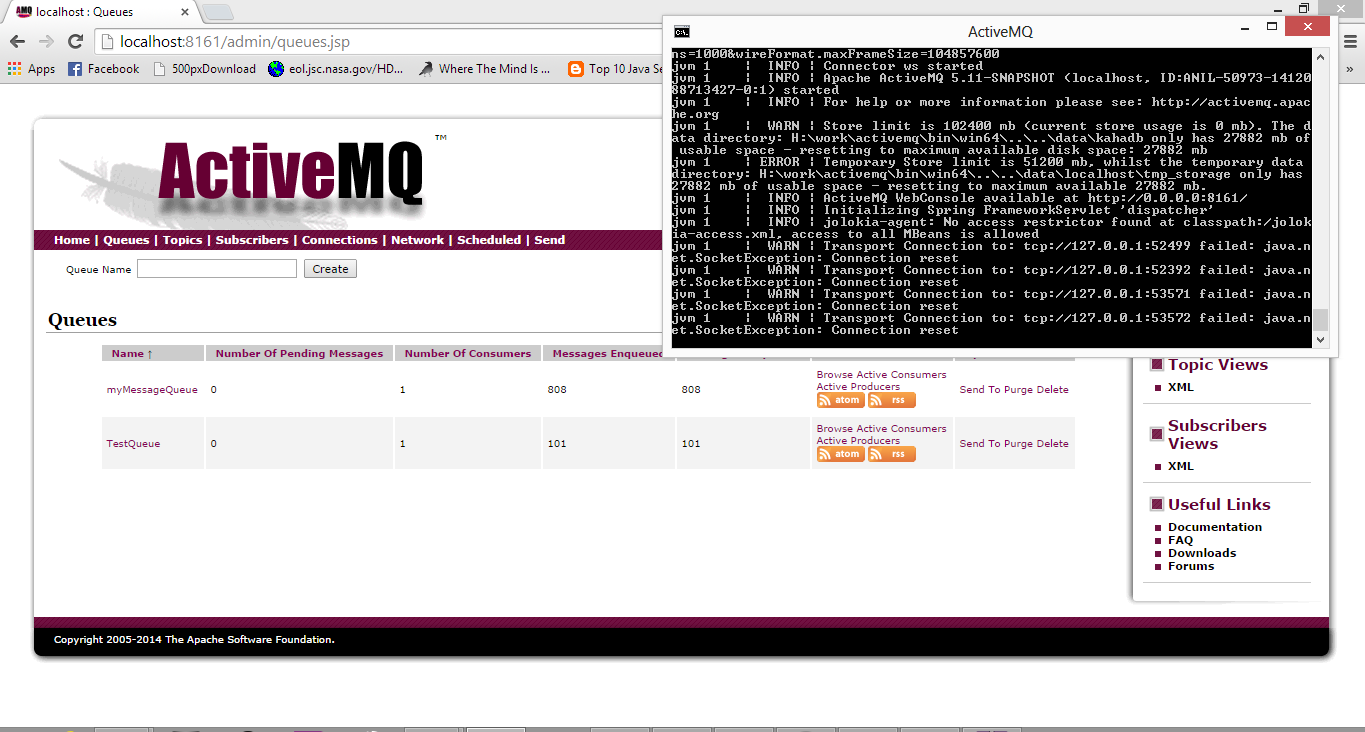 localhost : Queues
localhost:8161/admin/queues.jsp
Apps Facebook 500pxDownload eol.jsc.nasa.gov/HD... Where The Mind Is ... Top 10 Java Se
»
ActiveMQ
ns=1000&wireFormat.maxFrameSize=104857600
jvm 1 | INFO | Connector ws started
jvm 1 | INFO | Apache ActiveMQ 5.11-SNAPSHOT (localhost, ID:ANIL-50973-14120
88713427-0:1) started
jvm 1 | INFO | For help or more information please see: http://activemq.apac
he.org
jvm 1 | WARN | Store limit is 102400 mb (current store usage is 0 mb). The d
ata directory: H:\work\activemq\bin\win64\..\..\data\kahadb only has 27882 mb of
usable space - resetting to maximum available disk space: 27882 mb
jvm 1 | ERROR | Temporary Store limit is 51200 mb, whilst the temporary data
directory: H:\work\activemq\bin\win64\..\..\data\localhost\tmp_storage only has
27882 mb of usable space - resetting to maximum available 27882 mb.
jvm 1 | INFO | ActiveMQ WebConsole available at http://0.0.0.0:8161/
jvm 1 | INFO | Initializing Spring FrameworkServlet 'dispatcher'
jvm 1 | INFO | jolokia-agent: No access restrictor found at classpath:/jolok
ia-access.xml, access to all MBeans is allowed
jvm 1 | WARN | Transport Connection to: tcp://127.0.0.1:52499 failed: java.n
et.SocketException: Connection reset
jvm 1 | WARN | Transport Connection to: tcp://127.0.0.1:52392 failed: java.n
et.SocketException: Connection reset
jvm 1 | WARN | Transport Connection to: tcp://127.0.0.1:53571 failed: java.n
et.SocketException: Connection reset
jvm 1 | WARN | Transport Connection to: tcp://127.0.0.1:53572 failed: java.n
et.SocketException: Connection reset
ActiveMQ ™
Home | Queues | Topics | Subscribers | Connections | Network | Scheduled | Send
Queue Name Create
Queues
Name ↑ Number Of Pending Messages Number Of Consumers Messages Enqueued
myMessageQueue 0 1 808 808
Browse Active Consumers
Active Producers
atom rss
Send To Purge Delete
TestQueue 0 1 101 101
Browse Active Consumers
Active Producers
atom rss
Send To Purge Delete
Topic Views
XML
Subscribers
Views
XML
Useful Links
Documentation
FAQ
Downloads
Forums
Copyright 2005-2014 The Apache Software Foundation.